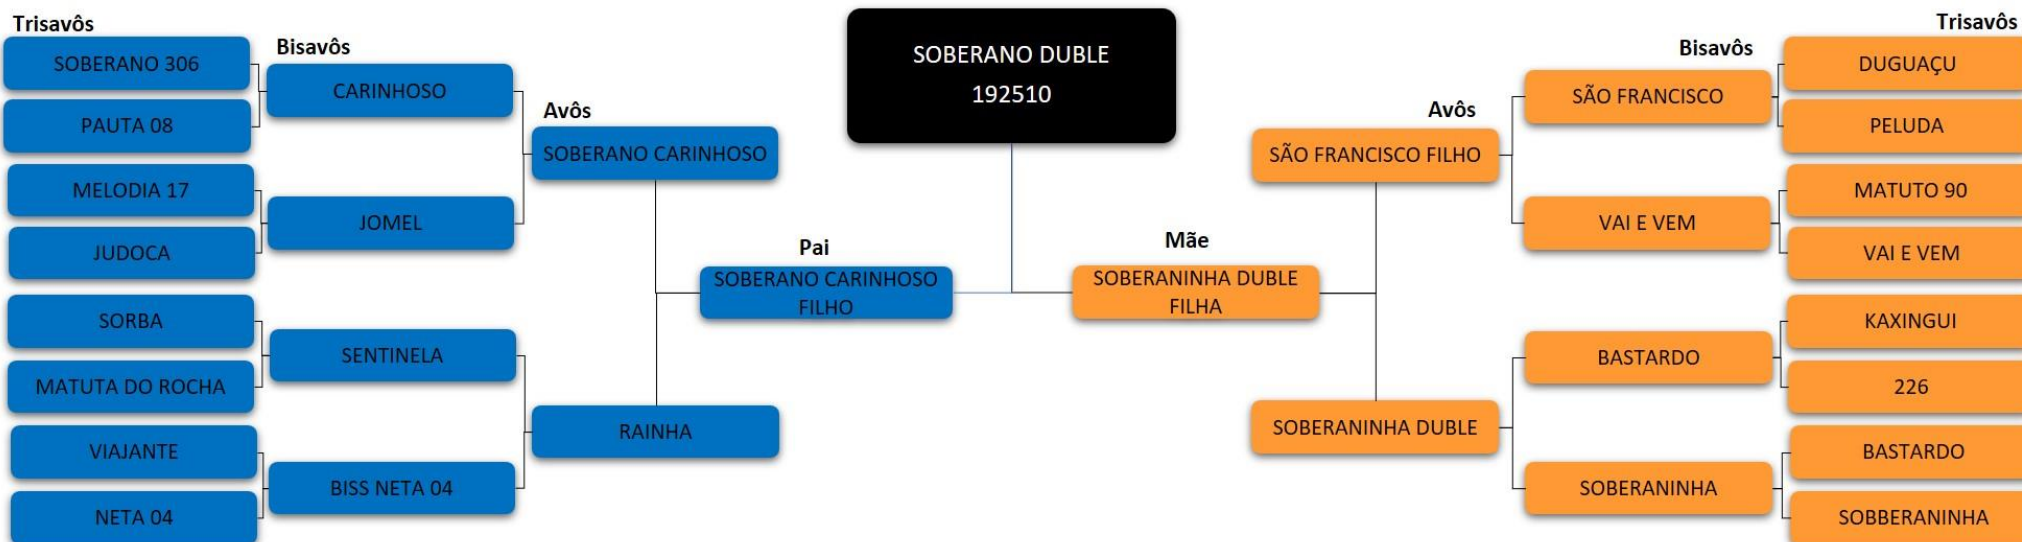 Trisavôs
SOBERANO 306
PAUTA 08
MELODIA 17
JUDOCA
SORBA
MATUTA DO ROCHA
VIAJANTE
NETA 04
Bisavôs
CARINHOSO
JOMEL
SENTINELA
BISS NETA 04
Avôs
SOBERANO CARINHOSO
RAINHA
Pai
SOBERANO CARINHOSO
FILHO
SOBERANO DUBLE
192510
Mãe
SOBERANINHA DUBLE
FILHA
Avôs
SÃO FRANCISCO FILHO
SOBERANINHA DUBLE
Bisavôs
SÃO FRANCISCO
VAI E VEM
BASTARDO
SOBERANINHA
Trisavôs
DUGUAÇU
PELUDA
MATUTO 90
VAI E VEM
KAXINGUI
226
BASTARDO
SOBBERANINHA